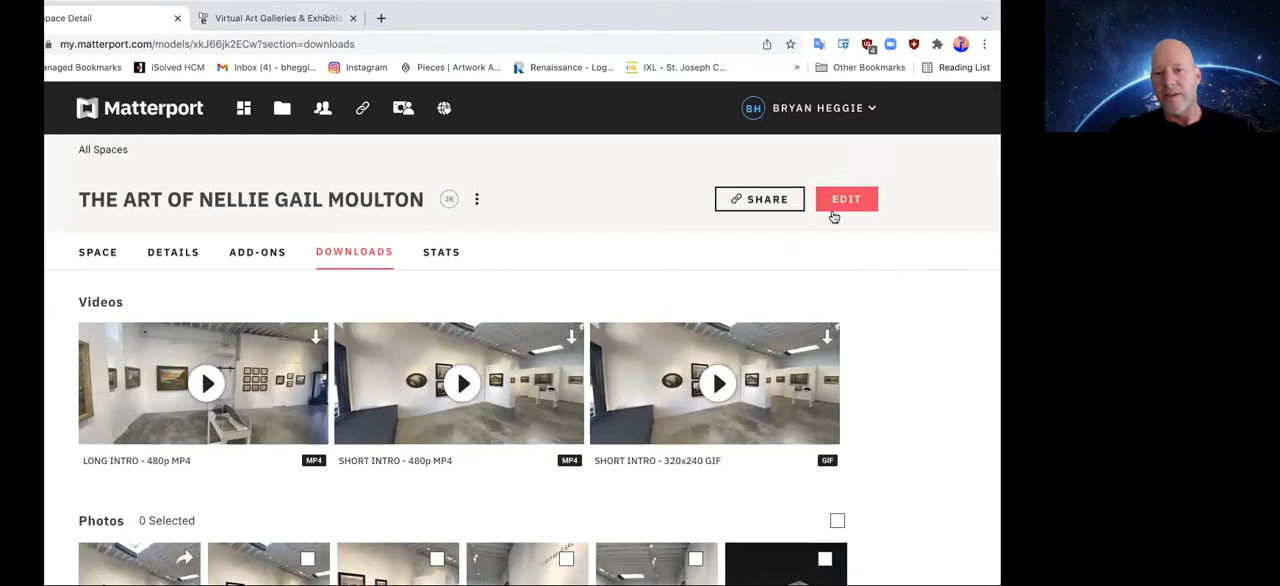 Space Detail
Virtual Art Galleries & Exhibitio
my.matterport.com/models/xkJ66jk2ECw?section=downloads
4
anaged Bookmarks iSolved HCM Inbox (4) - bheggi... Instagram Pieces | Artwork A... Renaissance - Log... IXL - St. Joseph C... » Other Bookmarks Reading List
Matterport
BH BRYAN HEGGIE
All Spaces
THE ART OF NELLIE GAIL MOULTON JK
SHARE EDIT
SPACE DETAILS ADD-ONS DOWNLOADS STATS
Videos
LONG INTRO - 480p MP4 MP4 SHORT INTRO - 480p MP4 MP4 SHORT INTRO - 320x240 GIF GIF
Photos 0 Selected